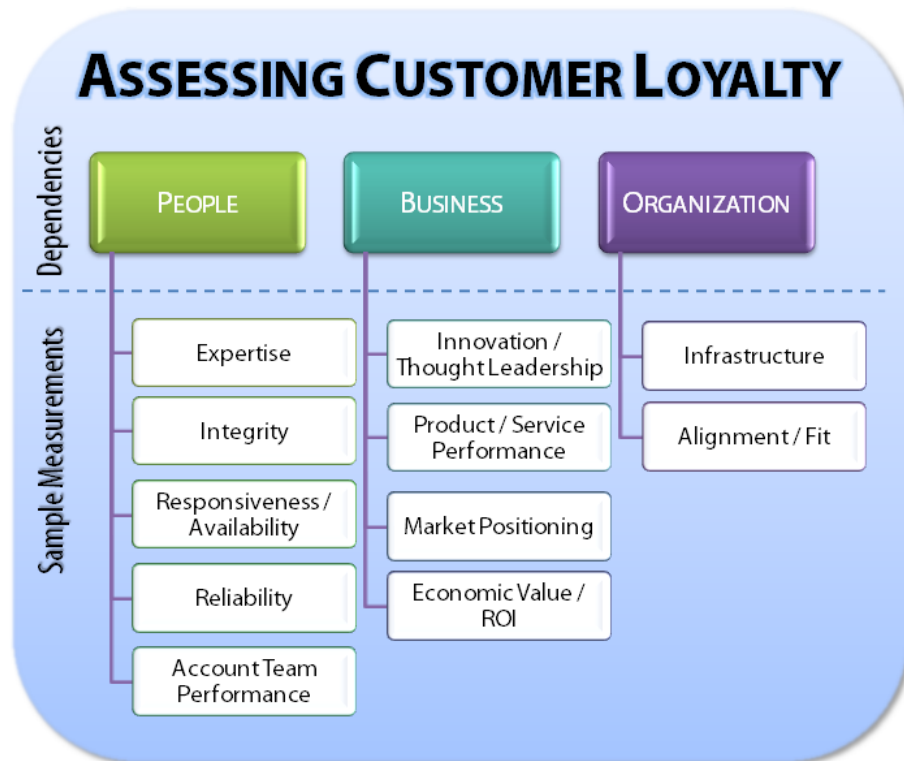 ASSESSING CUSTOMER LOYALTY
Dependencies
PEOPLE
BUSINESS
ORGANIZATION
Sample Measurements
Expertise
Integrity
Responsiveness /
Availability
Reliability
Account Team
Performance
Innovation /
Thought Leadership
Product / Service
Performance
Market Positioning
Economic Value /
ROI
Infrastructure
Alignment / Fit